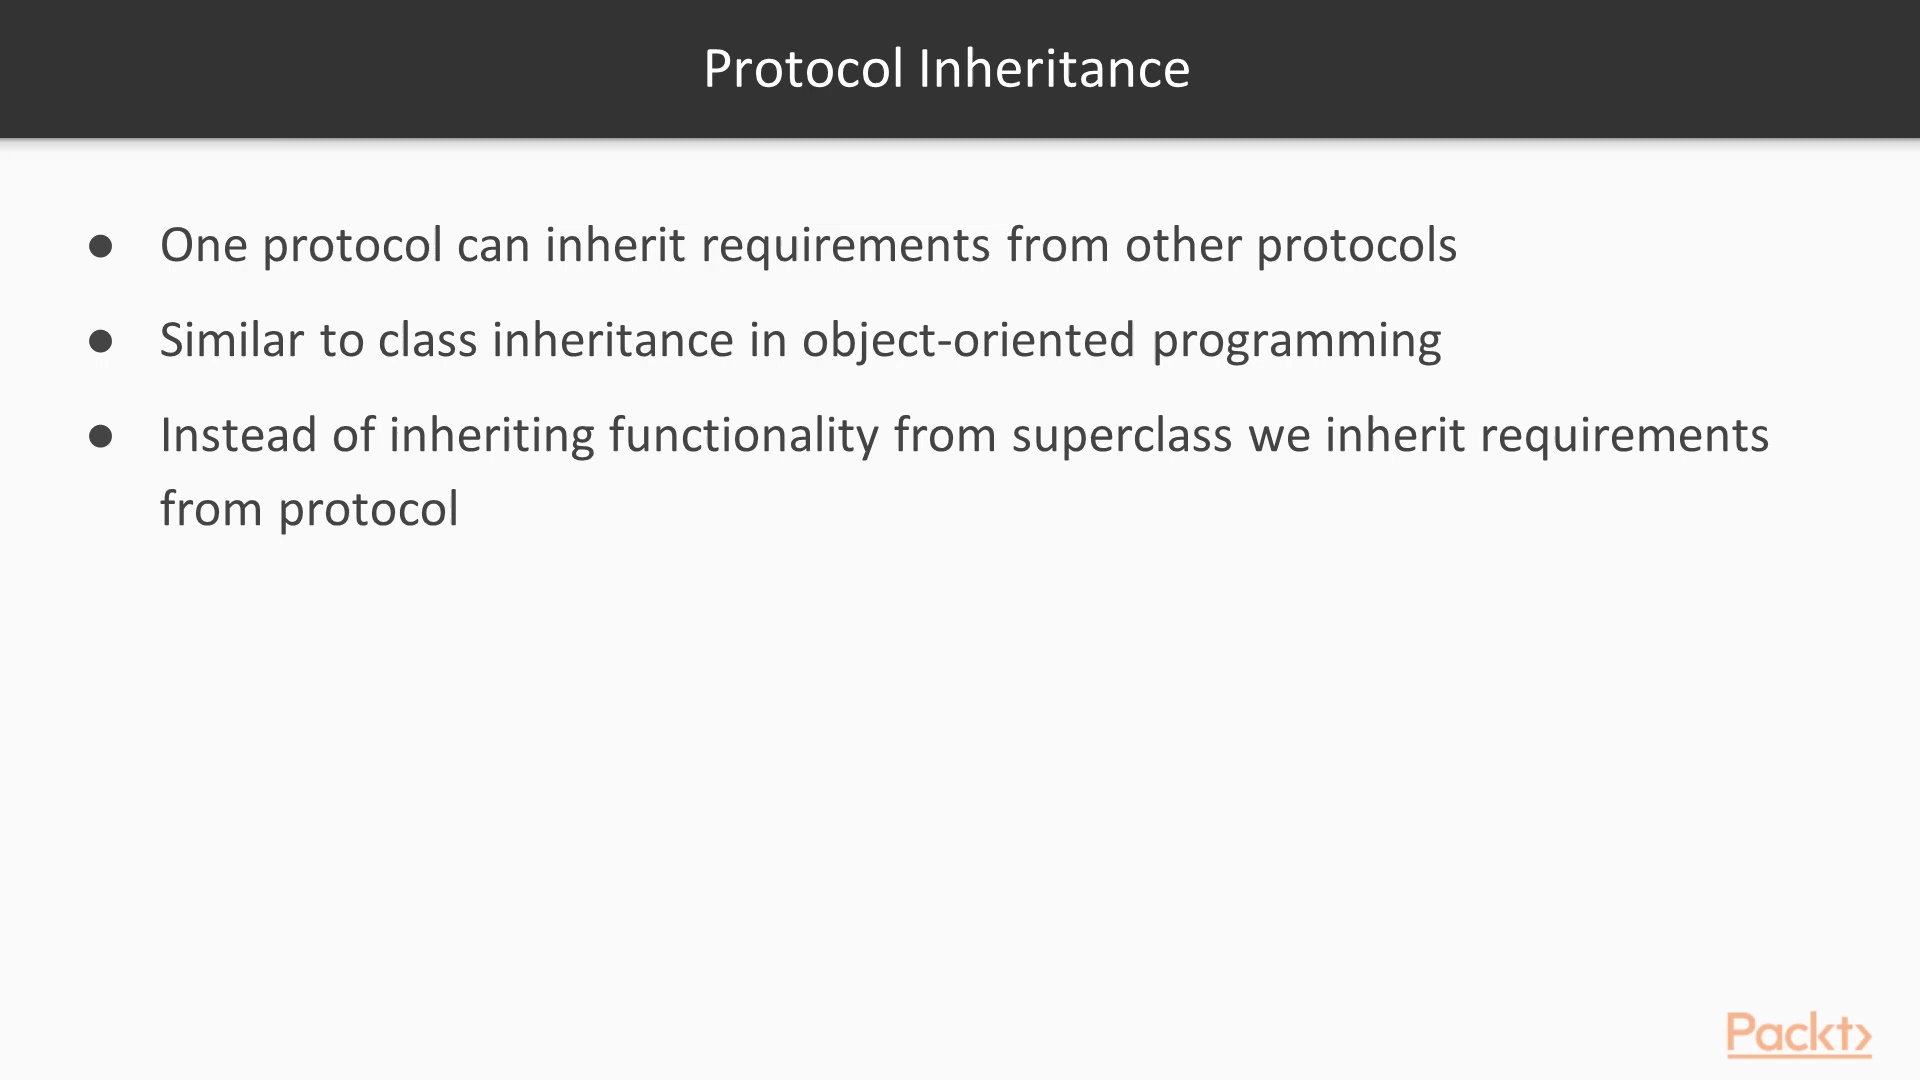 Protocol Inheritance
● One protocol can inherit requirements from other protocols
● Similar to class inheritance in object-oriented programming
● Instead of inheriting functionality from superclass we inherit requirements
from protocol
Packt>